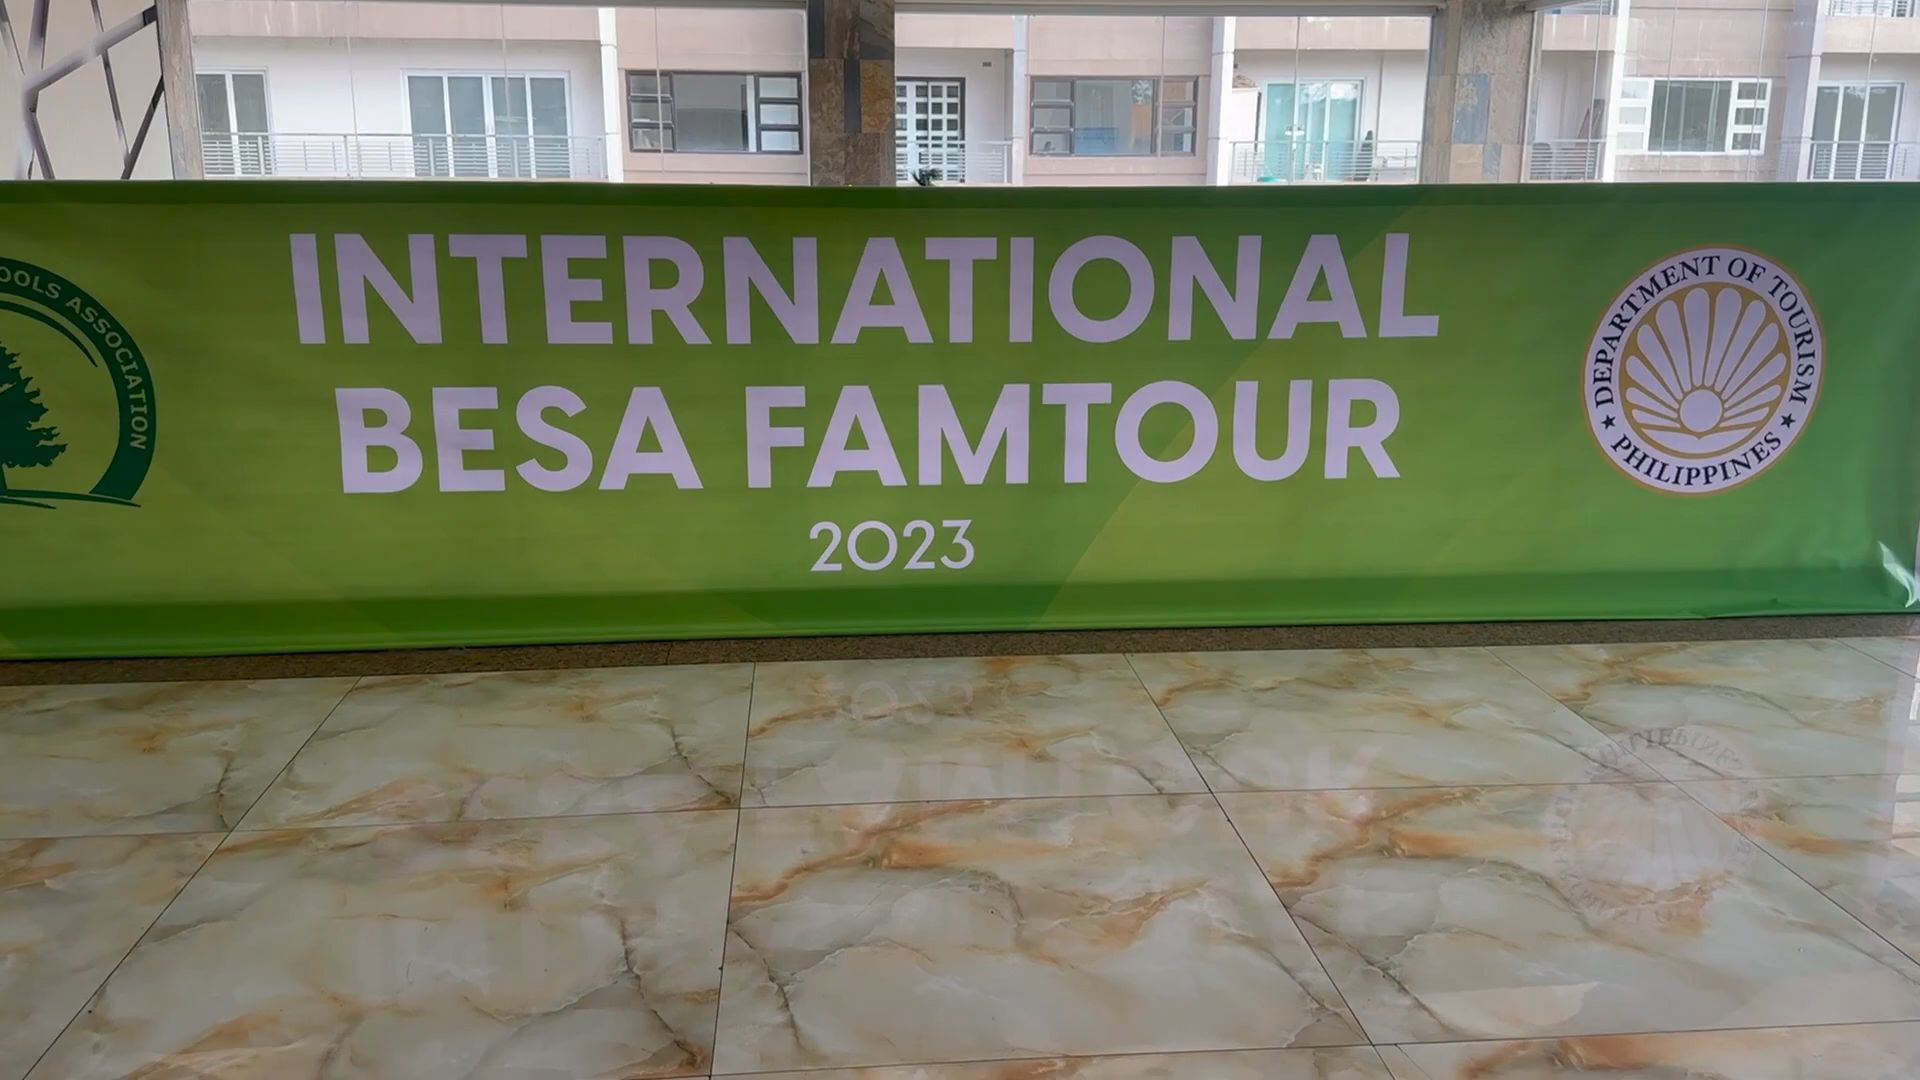 OOLS ASSOCIATION
INTERNATIONAL
BESA FAMTOUR
2023
DEPARTMENT OF TOURISM
★ PHILIPPINES ★